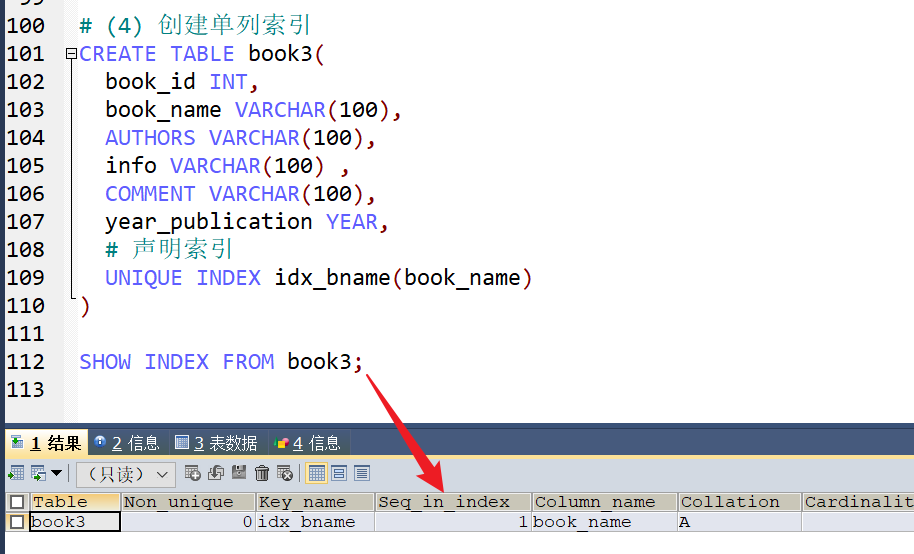 100 # (4) 创建单列索引
101 CREATE TABLE book3(
102 book_id INT,
103 book_name VARCHAR(100),
104 AUTHORS VARCHAR(100),
105 info VARCHAR(100) ,
106 COMMENT VARCHAR(100),
107 year_publication YEAR,
108 # 声明索引
109 UNIQUE INDEX idx_bname(book_name)
110 )
111
112 SHOW INDEX FROM book3;
113
1 结果 2 信息 3 表数据 4 信息
(只读)
Table Non_unique Key_name Seq_in_index Column_name Collation Cardinalit
book3 0 idx_bname 1 book_name A